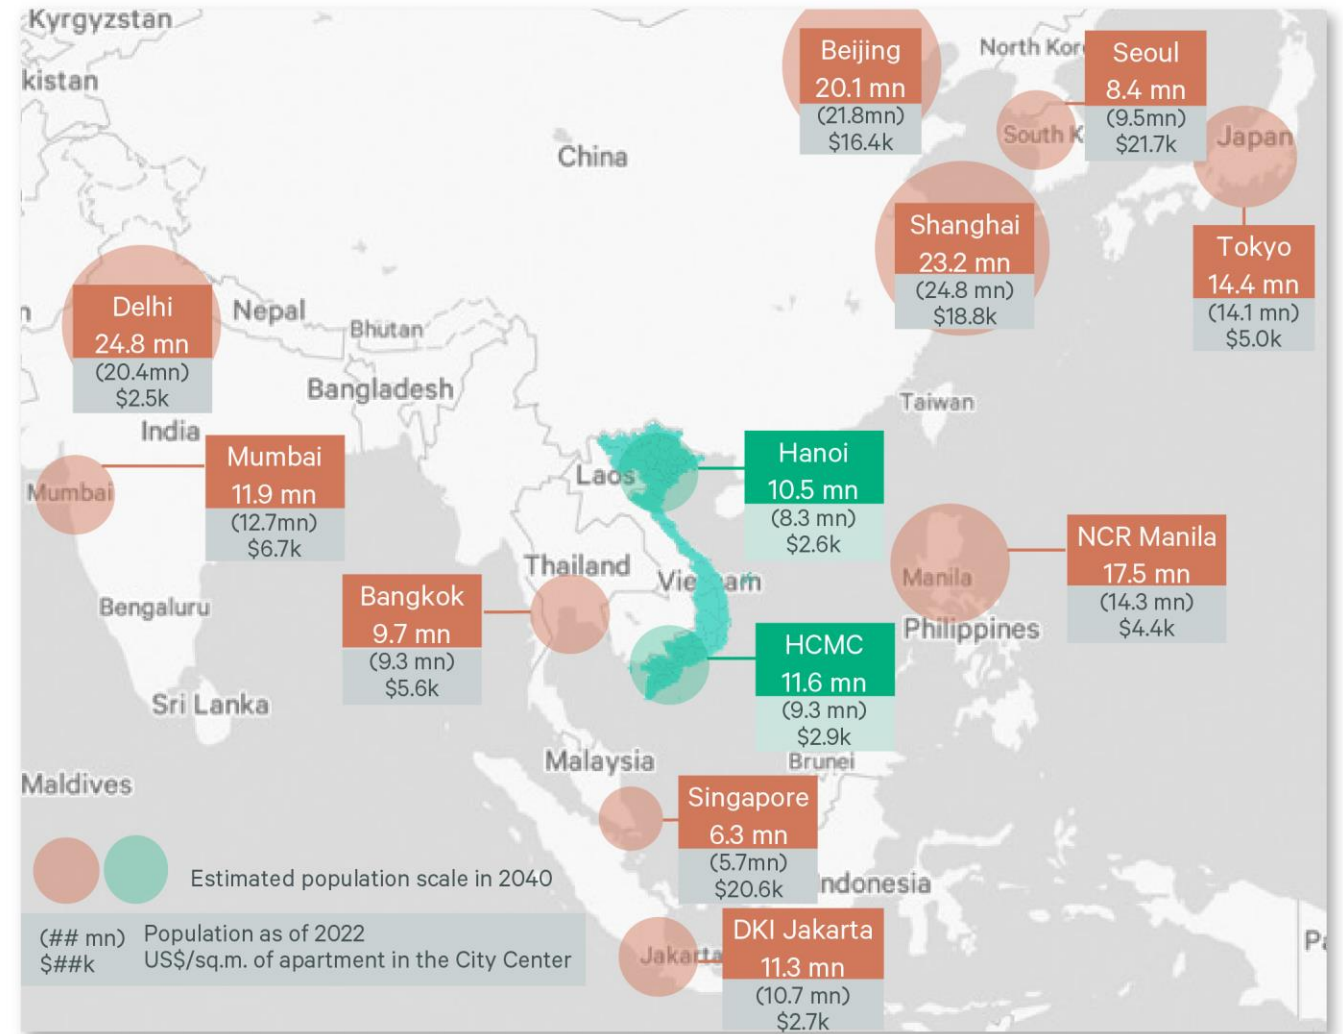 Kyrgyzstan
kistan
Beijing
20.1 mn
(21.8mn)
$16.4k
North Kor
Seoul
8.4 mn
(9.5mn)
$21.7k
South K
Japan
China
Shanghai
23.2 mn
(24.8 mn)
$18.8k
Tokyo
14.4 mn
(14.1 mn)
$5.0k
Delhi
24.8 mn
(20.4mn)
$2.5k
n
Nepal
Bhutan
Bangladesh
Taiwan
India
Mumbai
11.9 mn
(12.7mn)
$6.7k
Mumbai
Laos
Hanoi
10.5 mn
(8.3 mn)
$2.6k
NCR Manila
17.5 mn
(14.3 mn)
$4.4k
Manila
Philippines
Thailand
Vie am
Bangkok
9.7 mn
(9.3 mn)
$5.6k
Bengaluru
HCMC
11.6 mn
(9.3 mn)
$2.9k
Sri Lanka
Malaysia
Brunei
Maldives
Singapore
6.3 mn
(5.7mn)
$20.6k
ndonesia
DKI Jakarta
11.3 mn
(10.7 mn)
$2.7k
Jakarta
Pa
Estimated population scale in 2040
(## mn) Population as of 2022
$##k US$/sq.m. of apartment in the City Center